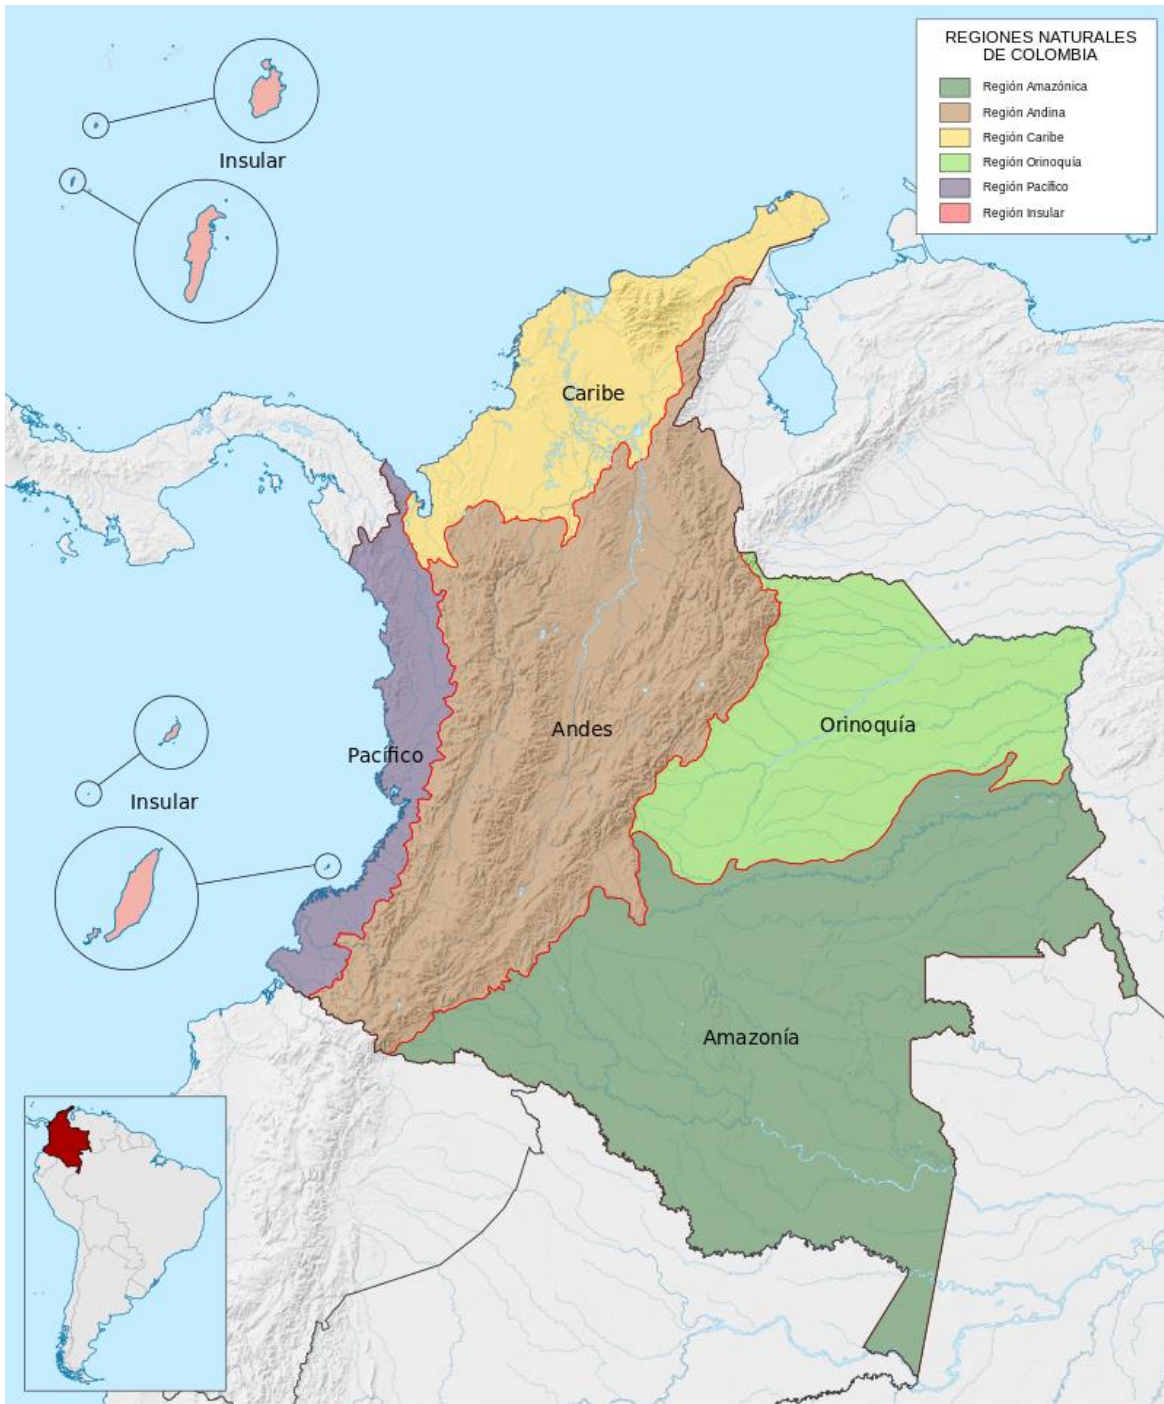 REGIONES NATURALES
DE COLOMBIA
Región Amazónica
Región Andina
Región Caribe
Región Orinoquía
Región Pacífico
Región Insular
Insular
Caribe
Andes
Orinoquía
Pacífico
Insular
Amazonía